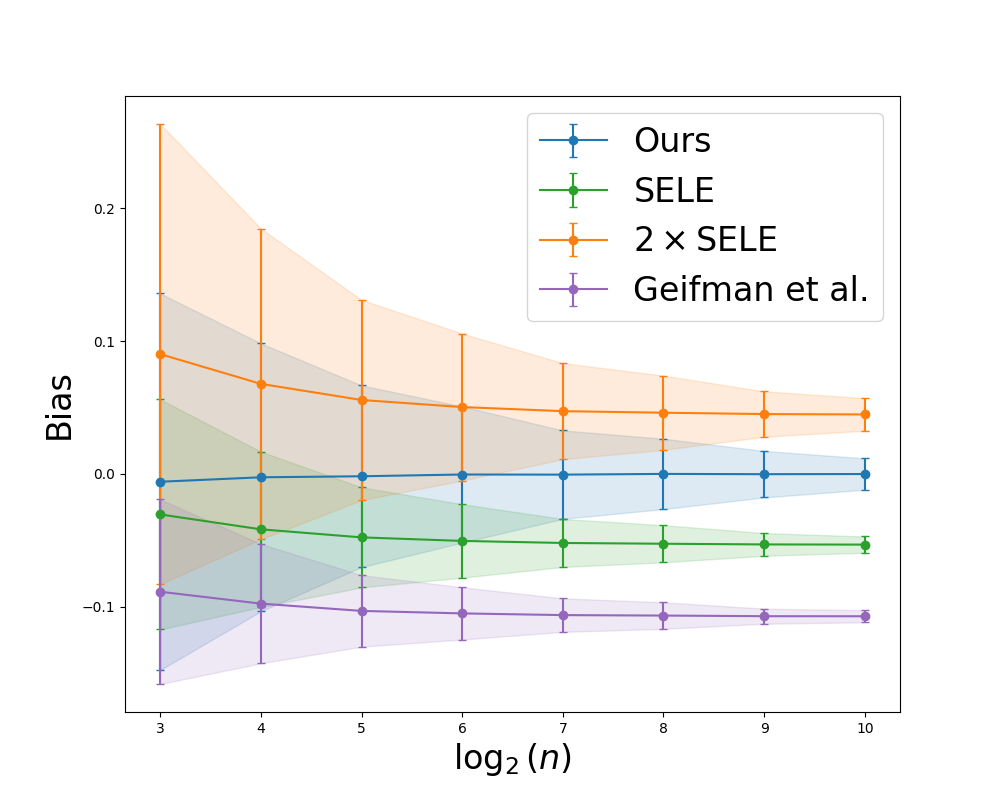 Ours
SELE
2 × SELE
Geifman et al.
Bias
0.2
0.1
0.0
−0.1
3 4 5 6 7 8 9 10
log₂(n)